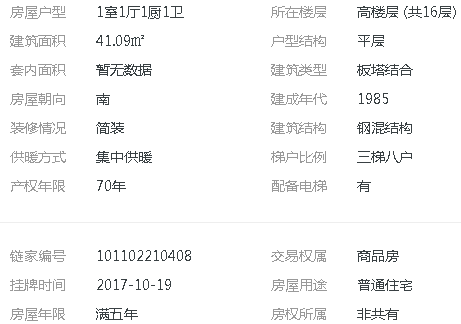 房屋户型 1室1厅1厨1卫 所在楼层 高楼层 (共16层)
建筑面积 41.09㎡ 户型结构 平层
套内面积 暂无数据 建筑类型 板塔结合
房屋朝向 南 建成年代 1985
装修情况 简装 建筑结构 钢混结构
供暖方式 集中供暖 梯户比例 三梯八户
产权年限 70年 配备电梯 有
链家编号 101102210408 交易权属 商品房
挂牌时间 2017-10-19 房屋用途 普通住宅
房屋年限 满五年 房权所属 非共有